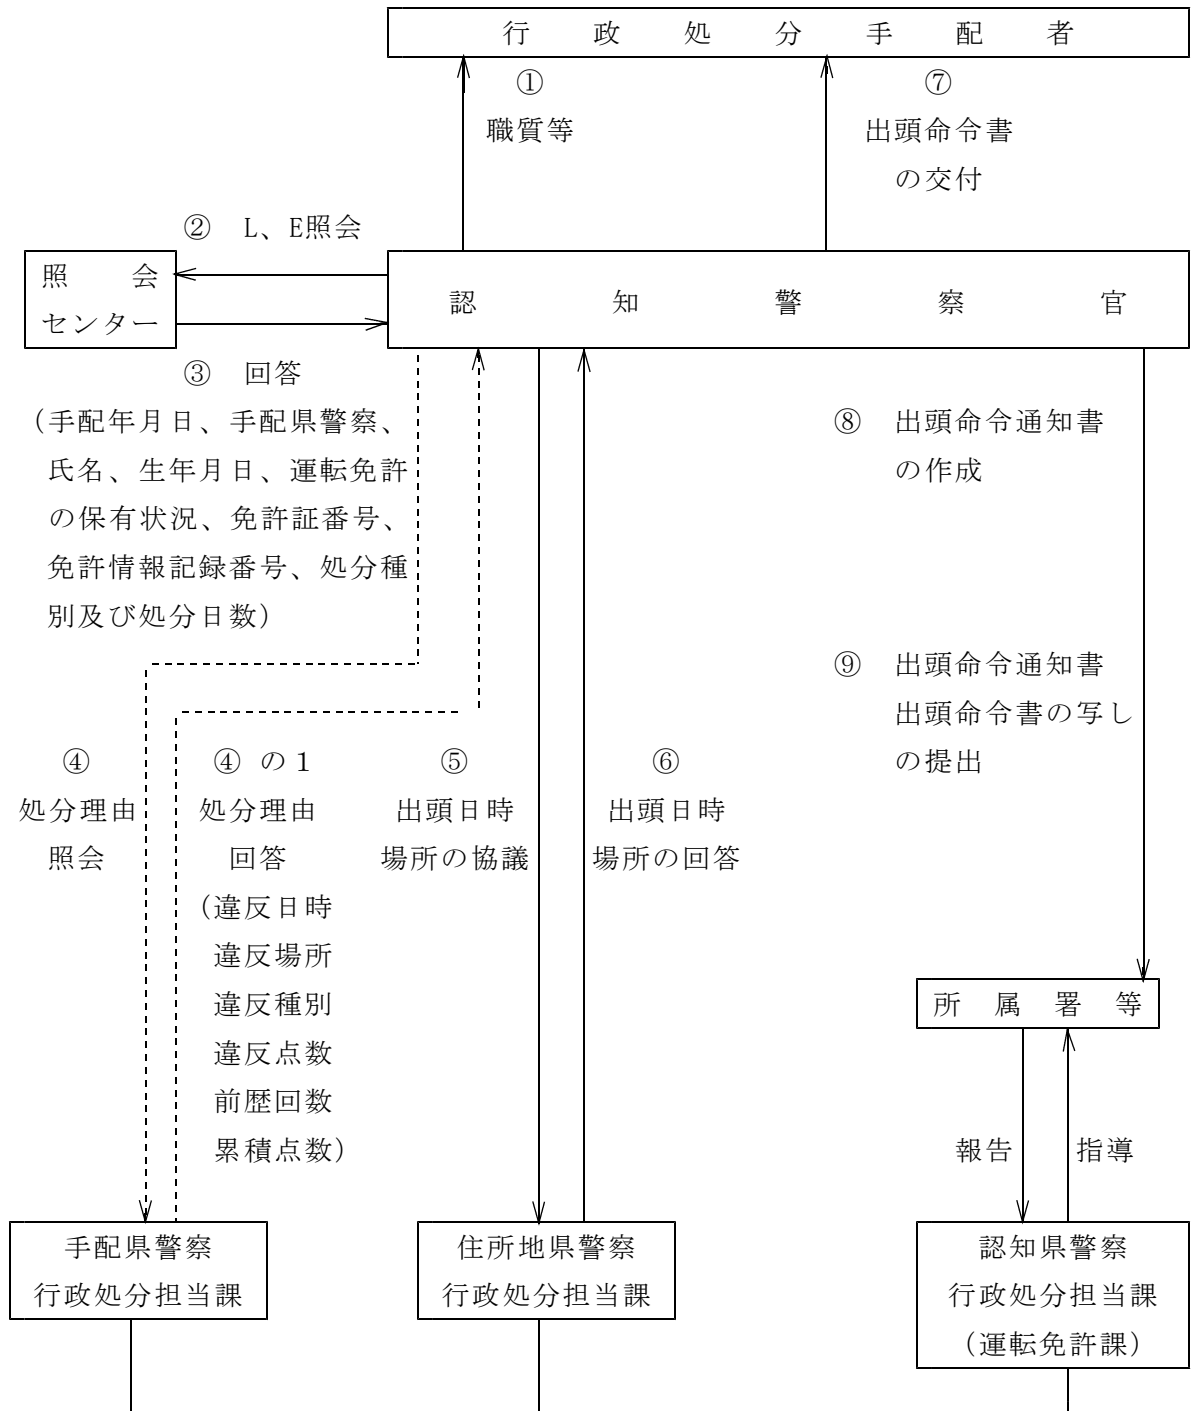 行政処分手配者
①
職質等
⑦
出頭命令書
の交付
② L、E照会
照会
センター
認知警察官
③ 回答
(手配年月日、手配県警察、
氏名、生年月日、運転免許
の保有状況、免許証番号、
免許情報記録番号、処分種
別及び処分日数)
⑧ 出頭命令通知書
の作成
⑨ 出頭命令通知書
出頭命令書の写し
の提出
④
処分理由
照会
④ の1
処分理由
回答
(違反日時
違反場所
違反種別
違反点数
前歴回数
累積点数)
⑤
出頭日時
場所の協議
⑥
出頭日時
場所の回答
所属署等
報告
指導
手配県警察
行政処分担当課
住所地県警察
行政処分担当課
認知県警察
行政処分担当課
(運転免許課)